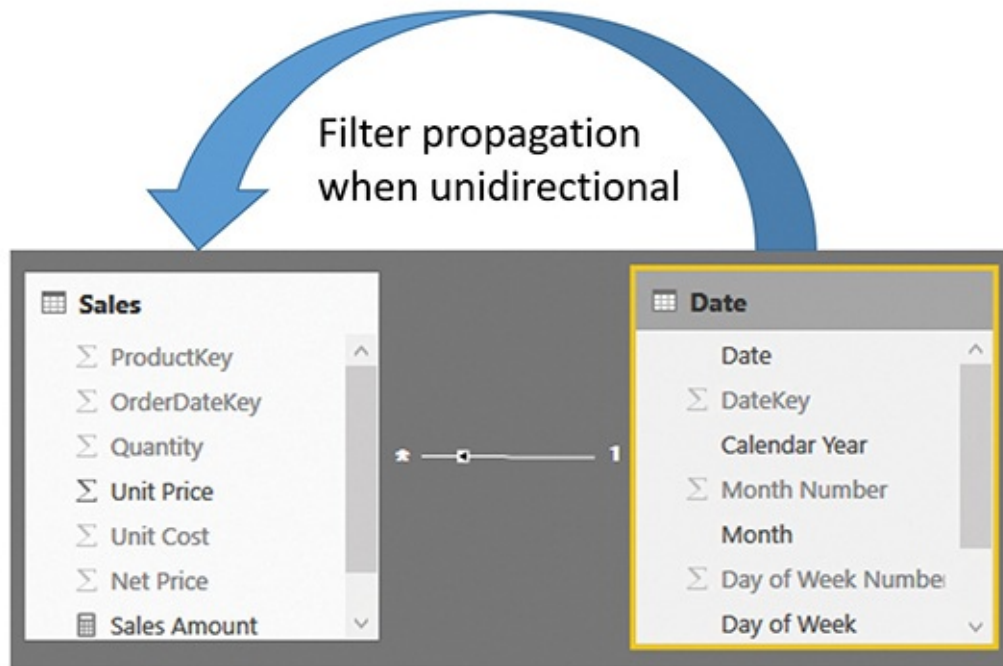 Filter propagation
when unidirectional
Sales
Σ ProductKey
Σ OrderDateKey
Σ Quantity
Σ Unit Price
Σ Unit Cost
Σ Net Price
Sales Amount
* 1
Date
Date
Σ DateKey
Calendar Year
Σ Month Number
Month
Σ Day of Week Number
Day of Week